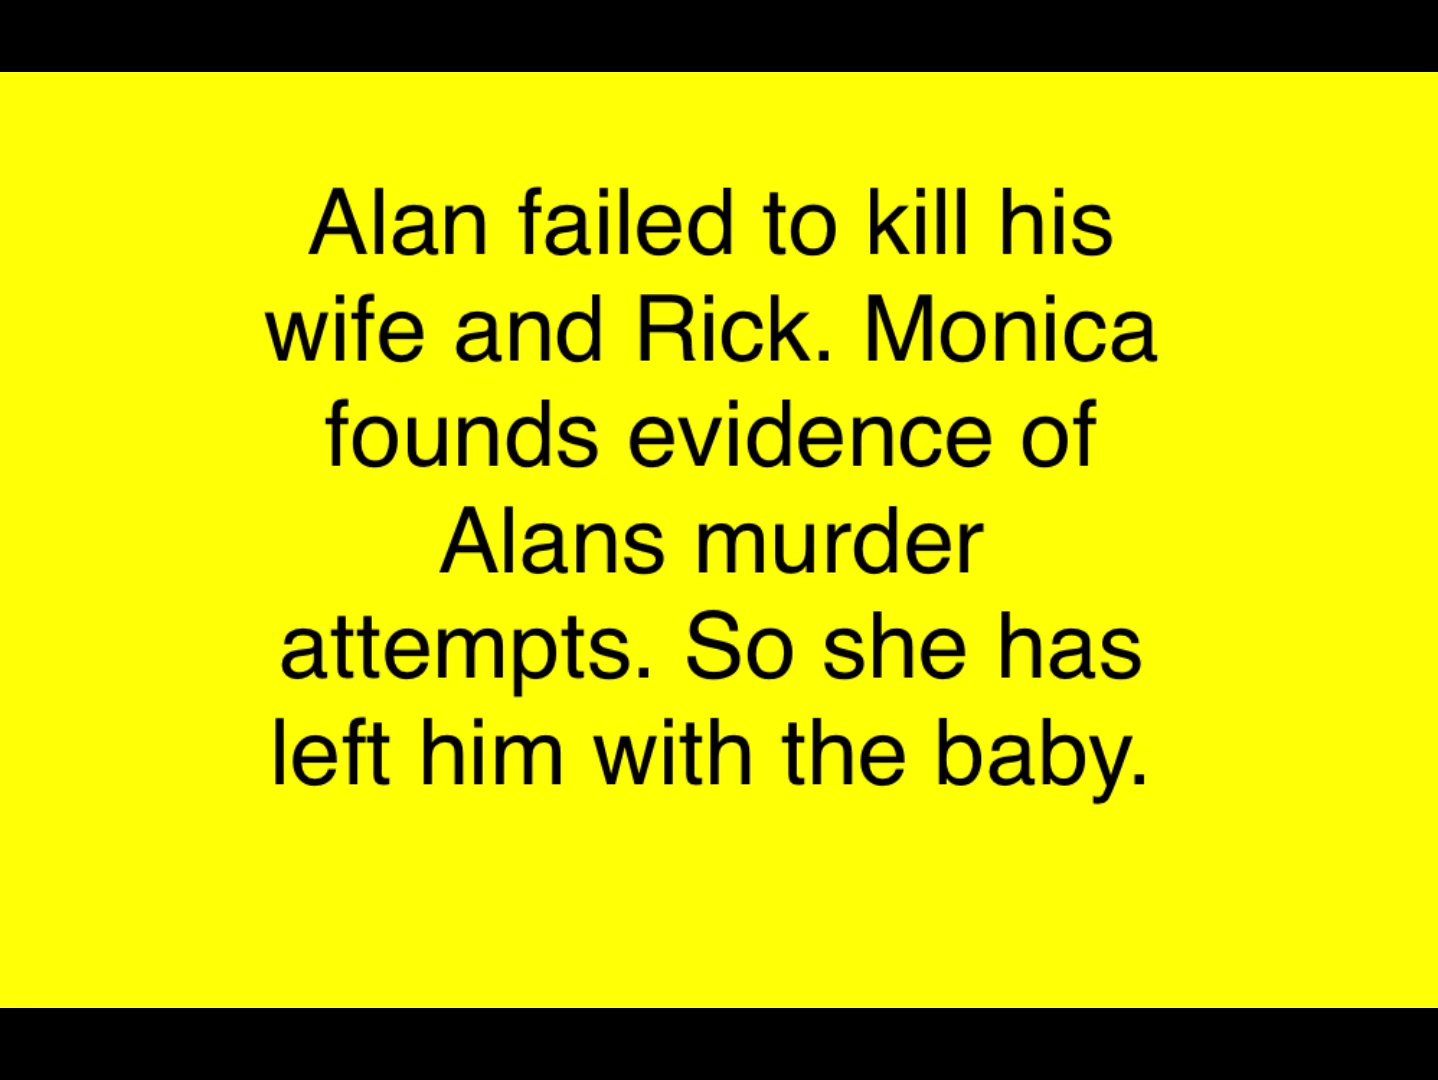 Alan failed to kill his
wife and Rick. Monica
founds evidence of
Alans murder
attempts. So she has
left him with the baby.